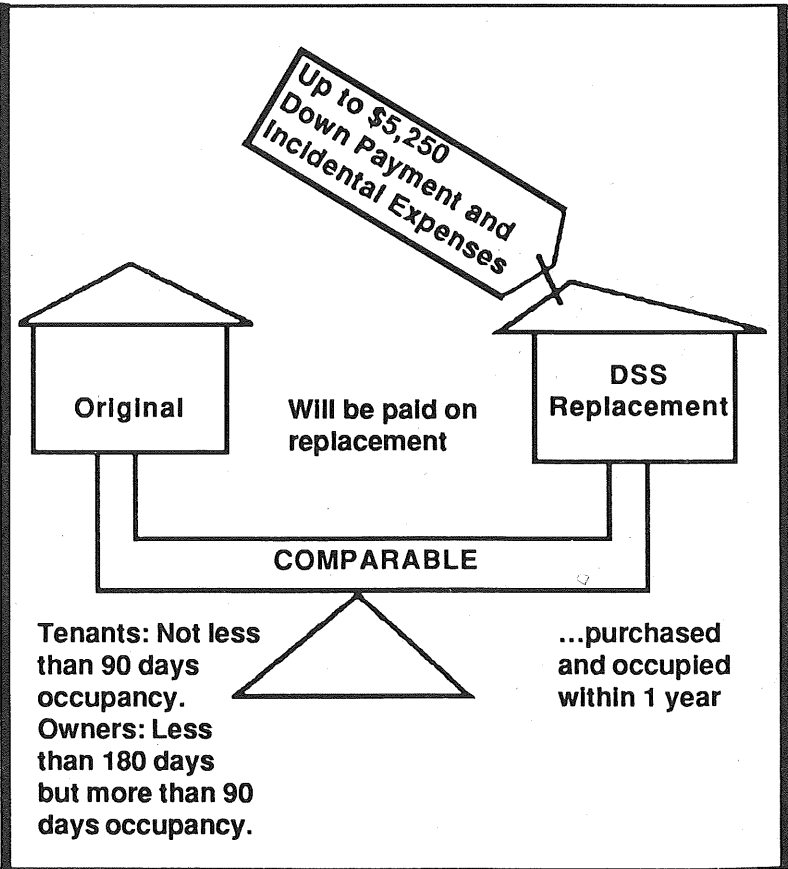 Up to $5,250
Down Payment and
Incidental Expenses
Original
Will be paid on
replacement
DSS
Replacement
COMPARABLE
Tenants: Not less
than 90 days
occupancy.
Owners: Less
than 180 days
but more than 90
days occupancy.
...purchased
and occupied
within 1 year